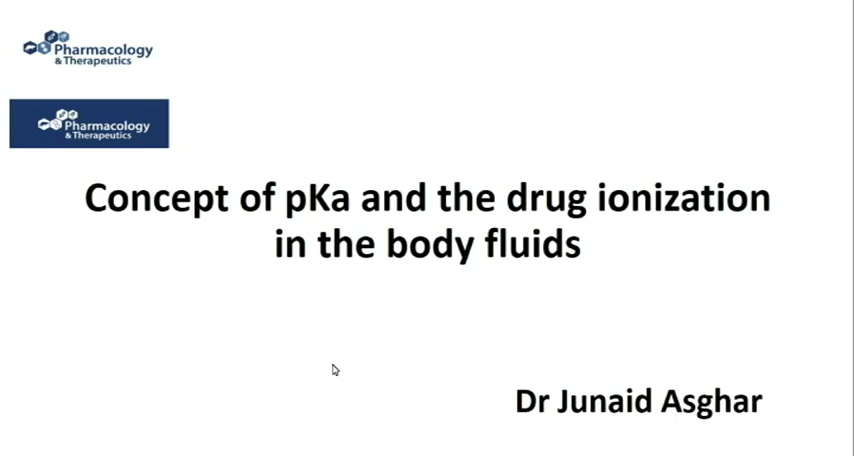 Pharmacology
& Therapeutics
Pharmacology
& Therapeutics
Concept of pKa and the drug ionization
in the body fluids
Dr Junaid Asghar